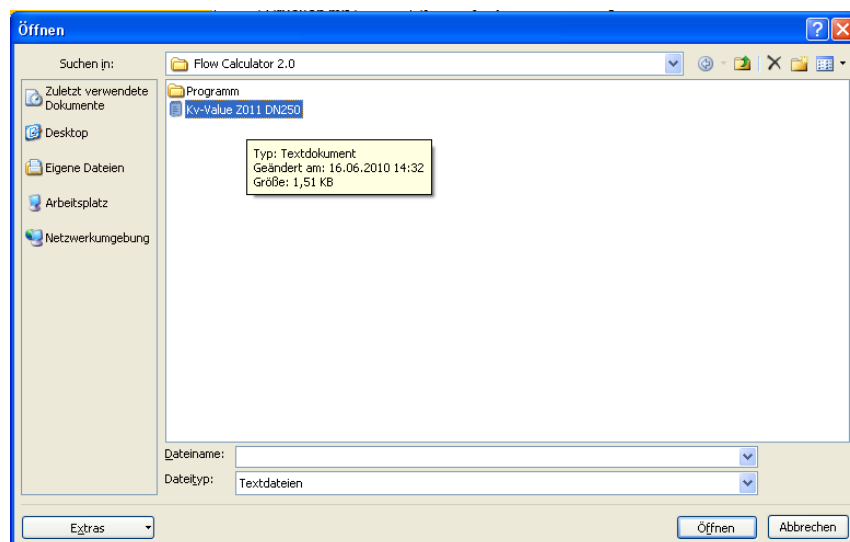 Öffnen
Suchen in:
Flow Calculator 2.0
Zuletzt verwendete
Dokumente
Desktop
Eigene Dateien
Arbeitsplatz
Netzwerkumgebung
Programm
Kv-Value Z011 DN250
Typ: Textdokument
Geändert am: 16.06.2010 14:32
Größe: 1,51 KB
Dateiname:
Dateityp:
Textdateien
Extras
Öffnen
Abbrechen